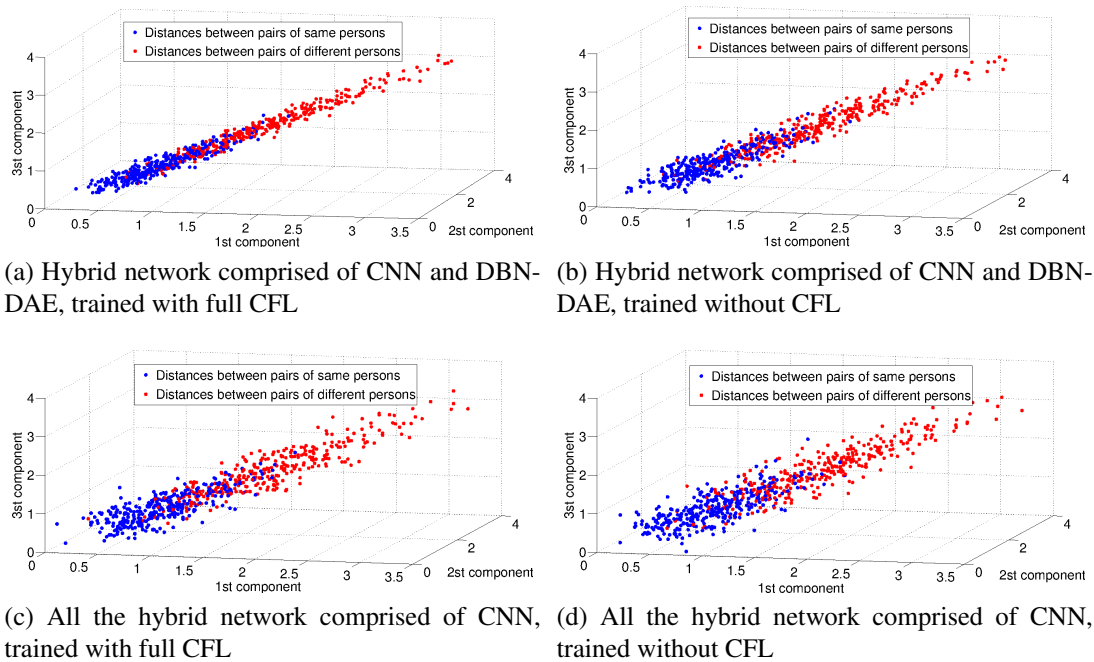 Distances between pairs of same persons
Distances between pairs of different persons
4
3
2
1
0
3st component
0
0.5
1
1.5
2
2.5
3
3.5
1st component
0
2
4
2st component
(a) Hybrid network comprised of CNN and DBN-
DAE, trained with full CFL
Distances between pairs of same persons
Distances between pairs of different persons
4
3
2
1
0
3st component
0
0.5
1
1.5
2
2.5
3
3.5
1st component
0
2
4
2st component
(b) Hybrid network comprised of CNN and DBN-
DAE, trained without CFL
Distances between pairs of same persons
Distances between pairs of different persons
4
3
2
1
0
3st component
0
0.5
1
1.5
2
2.5
3
3.5
1st component
0
2
4
2st component
(c) All the hybrid network comprised of CNN,
trained with full CFL
Distances between pairs of same persons
Distances between pairs of different persons
4
3
2
1
0
3st component
0
0.5
1
1.5
2
2.5
3
3.5
1st component
0
2
4
2st component
(d) All the hybrid network comprised of CNN,
trained without CFL